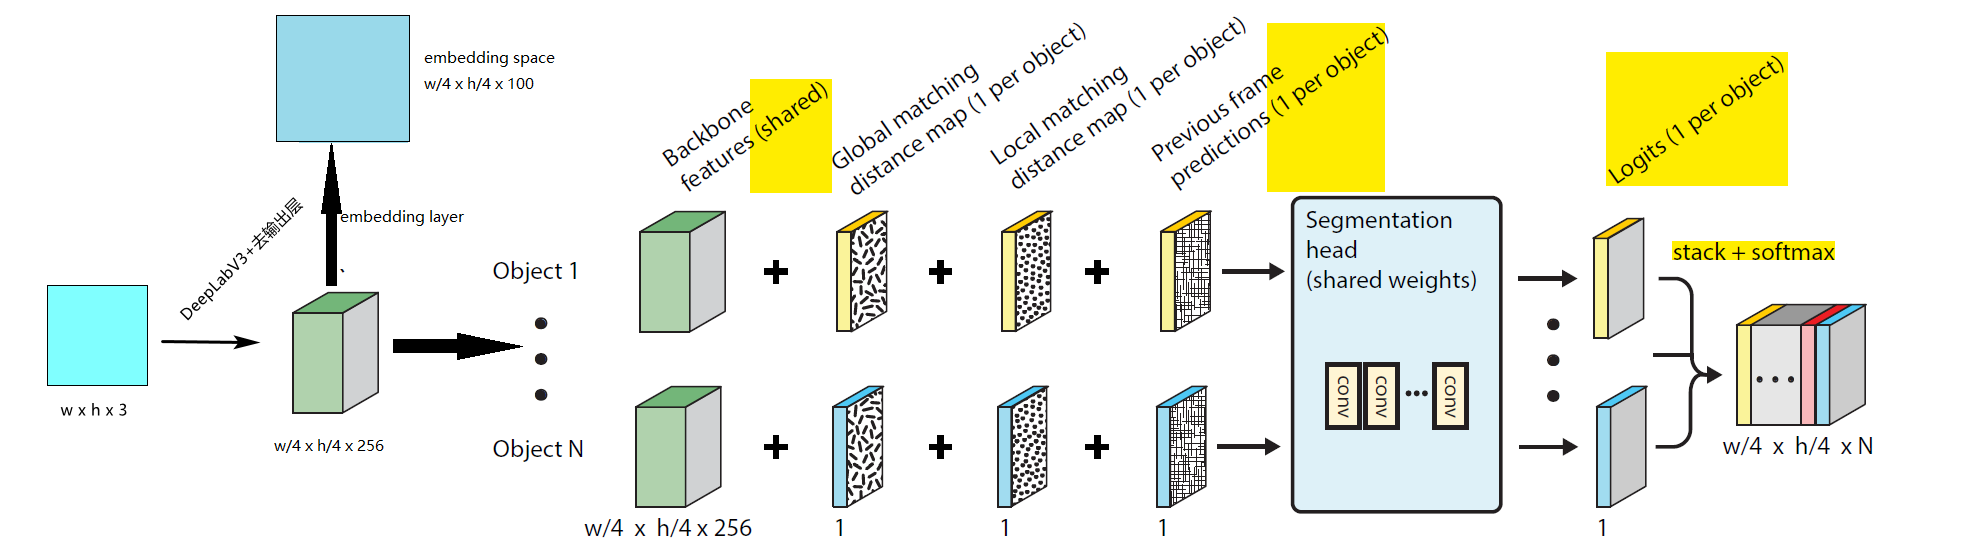 embedding space
w/4 x h/4 x 100
DeepLabV3+去输出层
embedding layer
w x h x 3
w/4 x h/4 x 256
Object 1
Object N
Backbone
features (shared)
Global matching
distance map (1 per object)
Local matching
distance map (1 per object)
Previous frame
predictions (1 per object)
Segmentation
head
(shared weights)
conv
conv
conv
Logits (1 per object)
stack + softmax
w/4 x h/4 x N
w/4 x h/4 x 256
1
1
1
1